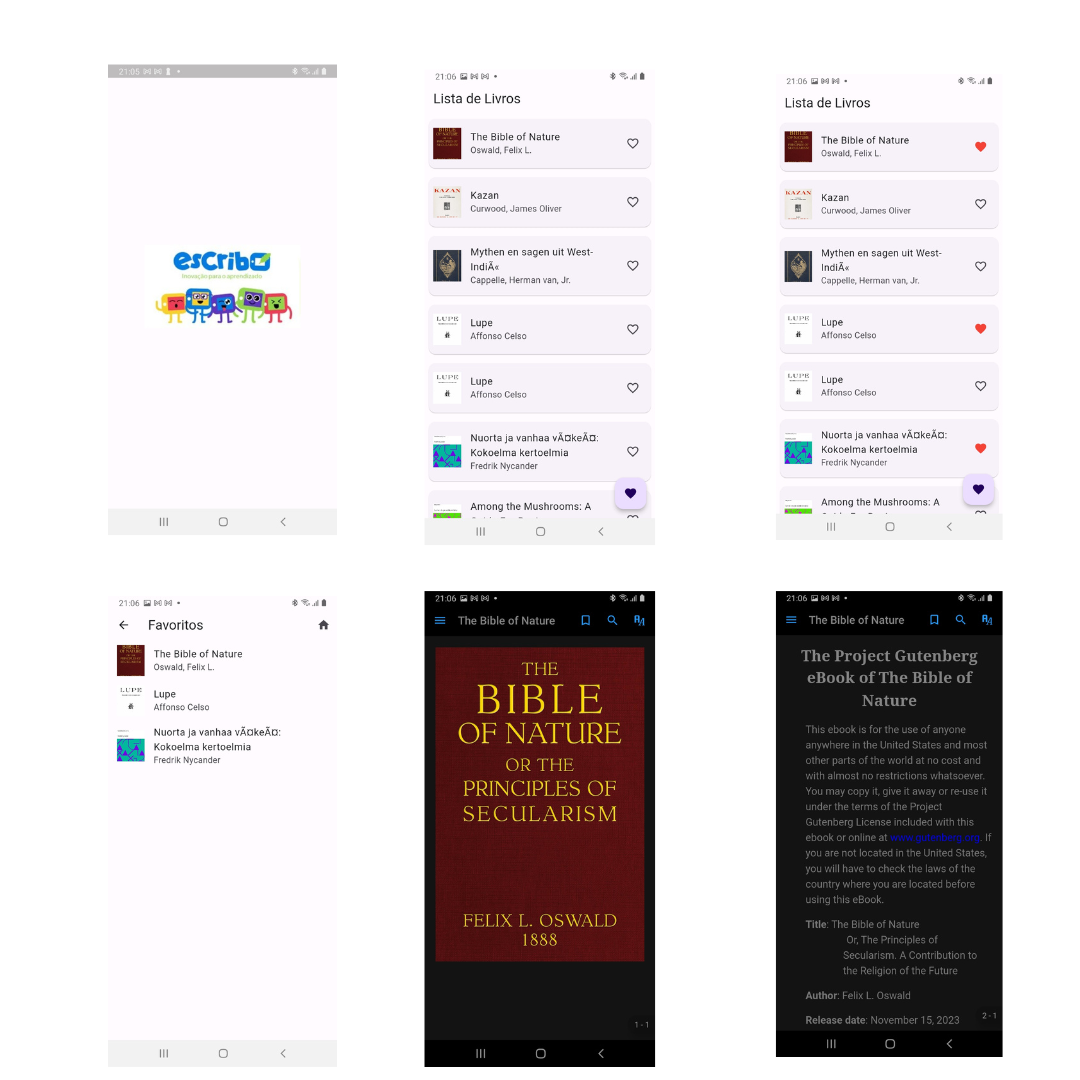 21:05
escribo
Inovação para o aprendizado
21:06
Lista de Livros
The Bible of Nature
Oswald, Felix L.
Kazan
Curwood, James Oliver
Mythen en sagen uit West-
IndiÃ«
Cappelle, Herman van, Jr.
Lupe
Affonso Celso
Lupe
Affonso Celso
Nuorta ja vanhaa vÃ¤keÃ¤:
Kokoelma kertoelmia
Fredrik Nycander
Among the Mushrooms: A
21:06
Lista de Livros
The Bible of Nature
Oswald, Felix L.
Kazan
Curwood, James Oliver
Mythen en sagen uit West-
IndiÃ«
Cappelle, Herman van, Jr.
Lupe
Affonso Celso
Lupe
Affonso Celso
Nuorta ja vanhaa vÃ¤keÃ¤:
Kokoelma kertoelmia
Fredrik Nycander
Among the Mushrooms: A
21:06
Favoritos
The Bible of Nature
Oswald, Felix L.
Lupe
Affonso Celso
Nuorta ja vanhaa vÃ¤keÃ¤:
Kokoelma kertoelmia
Fredrik Nycander
21:06
The Bible of Nature
THE
BIBLE
OF NATURE
OR THE
PRINCIPLES OF
SECULARISM
FELIX L. OSWALD
1888
1 - 1
21:06
The Bible of Nature
The Project Gutenberg
eBook of The Bible of
Nature
This ebook is for the use of anyone
anywhere in the United States and most
other parts of the world at no cost and
with almost no restrictions whatsoever.
You may copy it, give it away or re-use it
under the terms of the Project
Gutenberg License included with this
ebook or online at www.gutenberg.org. If
you are not located in the United States,
you will have to check the laws of the
country where you are located before
using this eBook.
Title: The Bible of Nature
Or, The Principles of
Secularism. A Contribution to
the Religion of the Future
Author: Felix L. Oswald
Release date: November 15, 2023
2 - 1